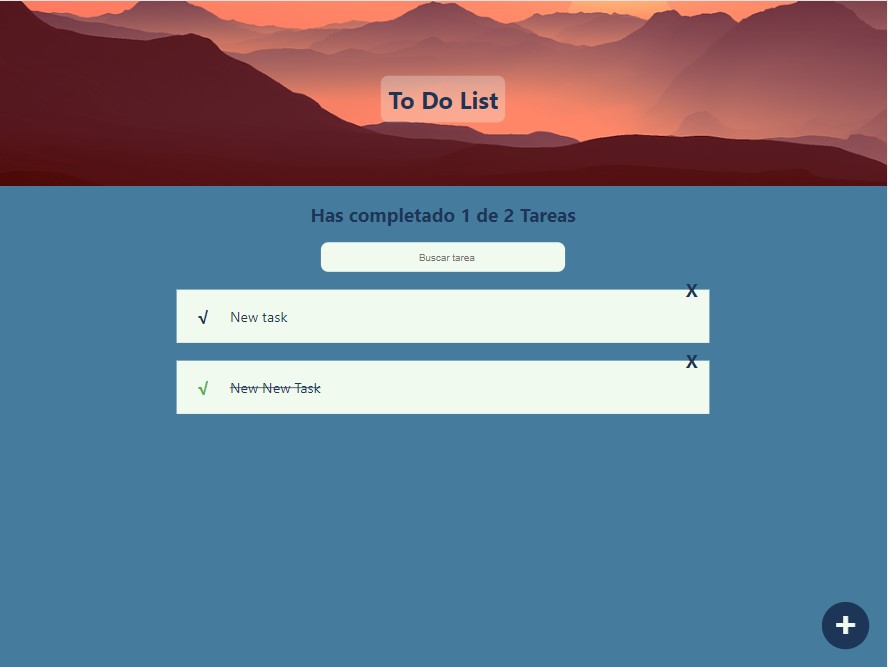 To Do List
Has completado 1 de 2 Tareas
Buscar tarea
X
√ New task
X
√ New New Task
+